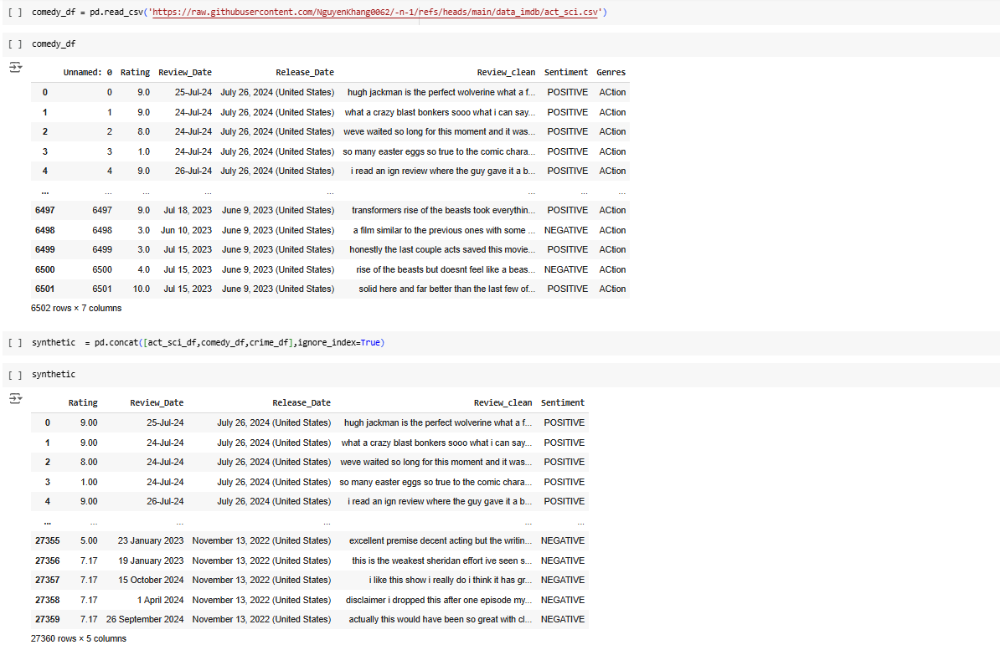 [ ] comedy_df = pd.read_csv('https://raw.githubusercontent.com/NguyenKhang0062/-n-1/refs/heads/main/data_imdb/act_sci.csv')
[ ] comedy_df
Unnamed: 0 Rating Review_Date Release_Date Review_clean Sentiment Genres
0 0 9.0 25-Jul-24 July 26, 2024 (United States) hugh jackman is the perfect wolverine what a f... POSITIVE ACtion
1 1 9.0 24-Jul-24 July 26, 2024 (United States) what a crazy blast bonkers sooo what i can say... POSITIVE ACtion
2 2 8.0 24-Jul-24 July 26, 2024 (United States) weve waited so long for this moment and it was... POSITIVE ACtion
3 3 1.0 24-Jul-24 July 26, 2024 (United States) so many easter eggs so true to the comic chara... POSITIVE ACtion
4 4 9.0 26-Jul-24 July 26, 2024 (United States) i read an ign review where the guy gave it a b... POSITIVE ACtion
... ... ... ... ... ... ... ...
6497 6497 9.0 Jul 18, 2023 June 9, 2023 (United States) transformers rise of the beasts took everythin... POSITIVE ACtion
6498 6498 3.0 Jun 10, 2023 June 9, 2023 (United States) a film similar to the previous ones with some ... NEGATIVE ACtion
6499 6499 3.0 Jul 15, 2023 June 9, 2023 (United States) honestly the last couple acts saved this movie... POSITIVE ACtion
6500 6500 4.0 Jul 15, 2023 June 9, 2023 (United States) rise of the beasts but doesnt feel like a beas... NEGATIVE ACtion
6501 6501 10.0 Jul 15, 2023 June 9, 2023 (United States) solid here and far better than the last few of... POSITIVE ACtion
6502 rows × 7 columns
[ ] synthetic  = pd.concat([act_sci_df,comedy_df,crime_df],ignore_index=True)
[ ] synthetic
Rating Review_Date Release_Date Review_clean Sentiment
0 9.00 25-Jul-24 July 26, 2024 (United States) hugh jackman is the perfect wolverine what a f... POSITIVE
1 9.00 24-Jul-24 July 26, 2024 (United States) what a crazy blast bonkers sooo what i can say... POSITIVE
2 8.00 24-Jul-24 July 26, 2024 (United States) weve waited so long for this moment and it was... POSITIVE
3 1.00 24-Jul-24 July 26, 2024 (United States) so many easter eggs so true to the comic chara... POSITIVE
4 9.00 26-Jul-24 July 26, 2024 (United States) i read an ign review where the guy gave it a b... POSITIVE
... ... ... ... ... ...
27355 5.00 23 January 2023 November 13, 2022 (United States) excellent premise decent acting but the writin... NEGATIVE
27356 7.17 19 January 2023 November 13, 2022 (United States) this is the weakest sheridan effort ive seen s... NEGATIVE
27357 7.17 15 October 2024 November 13, 2022 (United States) i like this show i really do i think it has gr... NEGATIVE
27358 7.17 1 April 2024 November 13, 2022 (United States) disclaimer i dropped this after one episode my... NEGATIVE
27359 7.17 26 September 2024 November 13, 2022 (United States) actually this would have been so great with cl... NEGATIVE
27360 rows × 5 columns